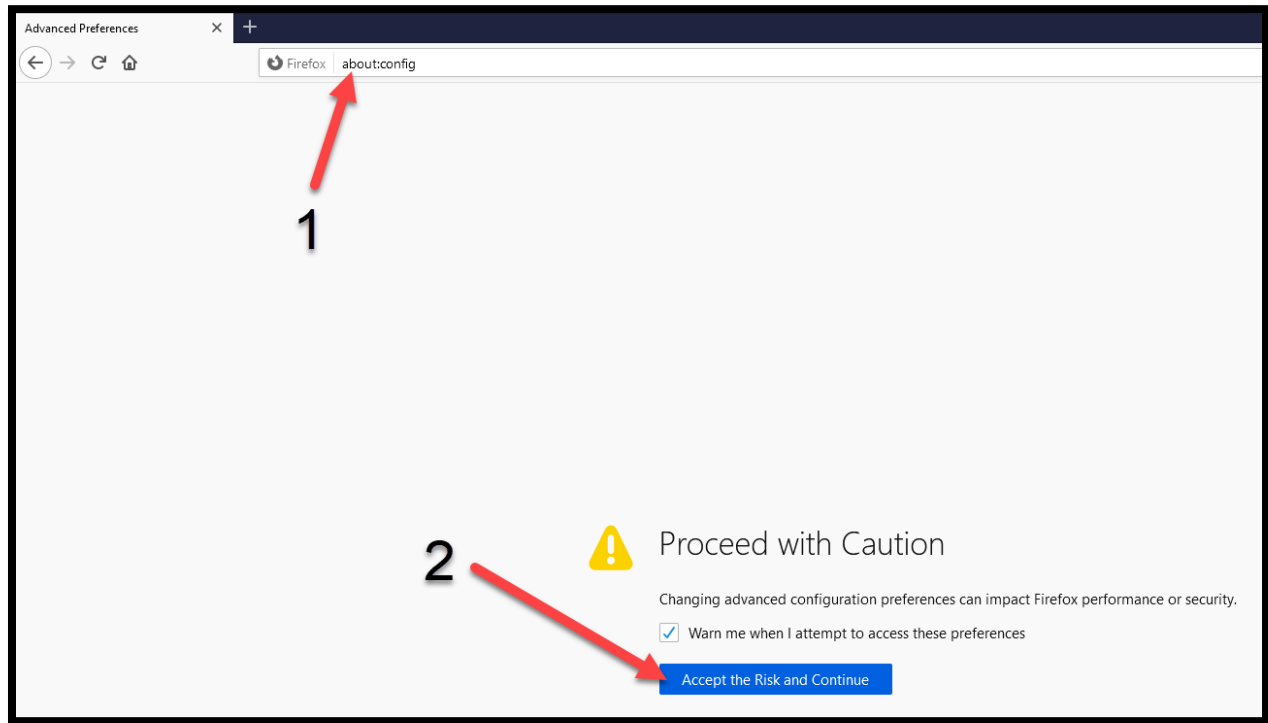 Advanced Preferences
Firefox about:config
1
2
Proceed with Caution
Changing advanced configuration preferences can impact Firefox performance or security.
Warn me when I attempt to access these preferences
Accept the Risk and Continue